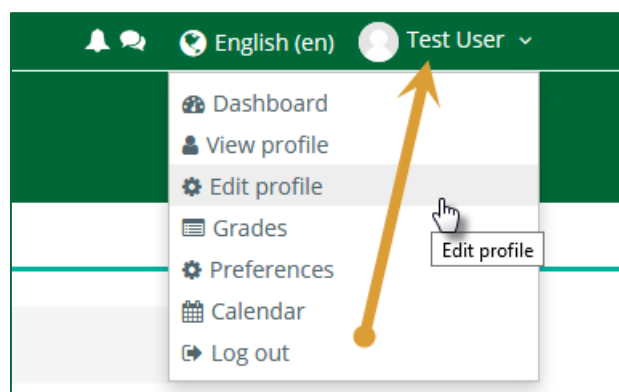 English (en) Test User
Dashboard
View profile
Edit profile
Grades
Edit profile
Preferences
Calendar
Log out